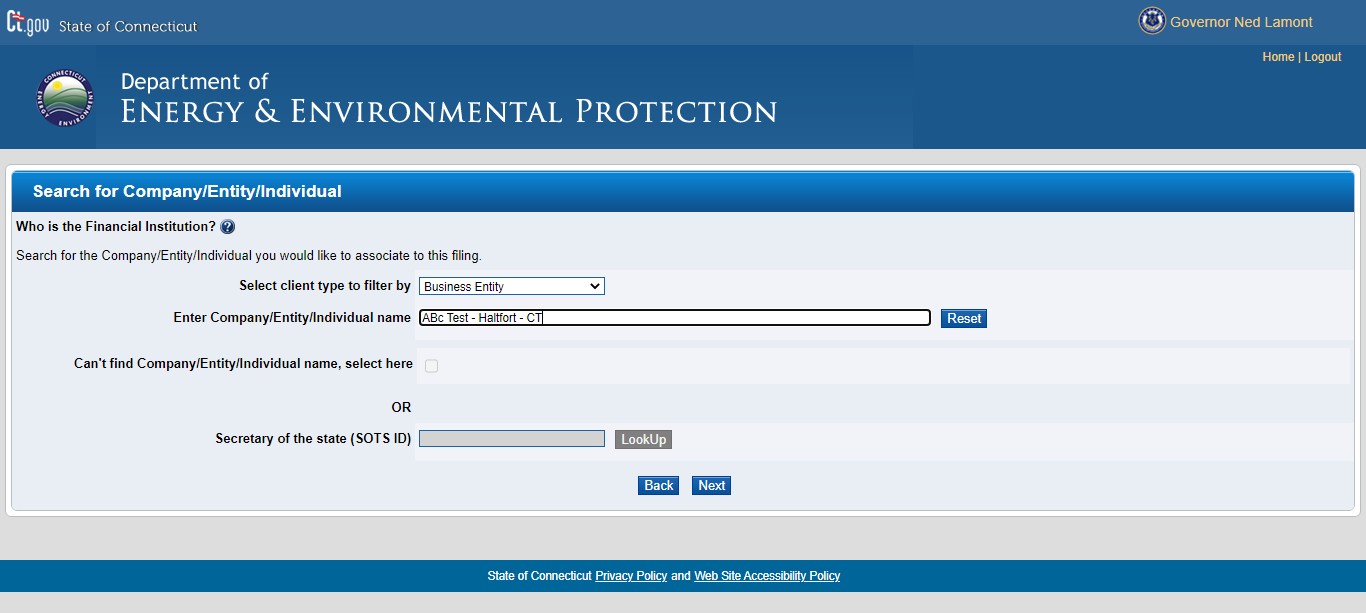 Ct.gov State of Connecticut
Governor Ned Lamont
Home | Logout
CONNECTICUT ENERGY ENVIRONMENT
Department of
ENERGY & ENVIRONMENTAL PROTECTION
Search for Company/Entity/Individual
Who is the Financial Institution? ?
Search for the Company/Entity/Individual you would like to associate to this filing.
Select client type to filter by Business Entity
Enter Company/Entity/Individual name ABc Test - Haltfort - CT Reset
Can't find Company/Entity/Individual name, select here
OR
Secretary of the state (SOTS ID) LookUp
Back Next
State of Connecticut Privacy Policy and Web Site Accessibility Policy